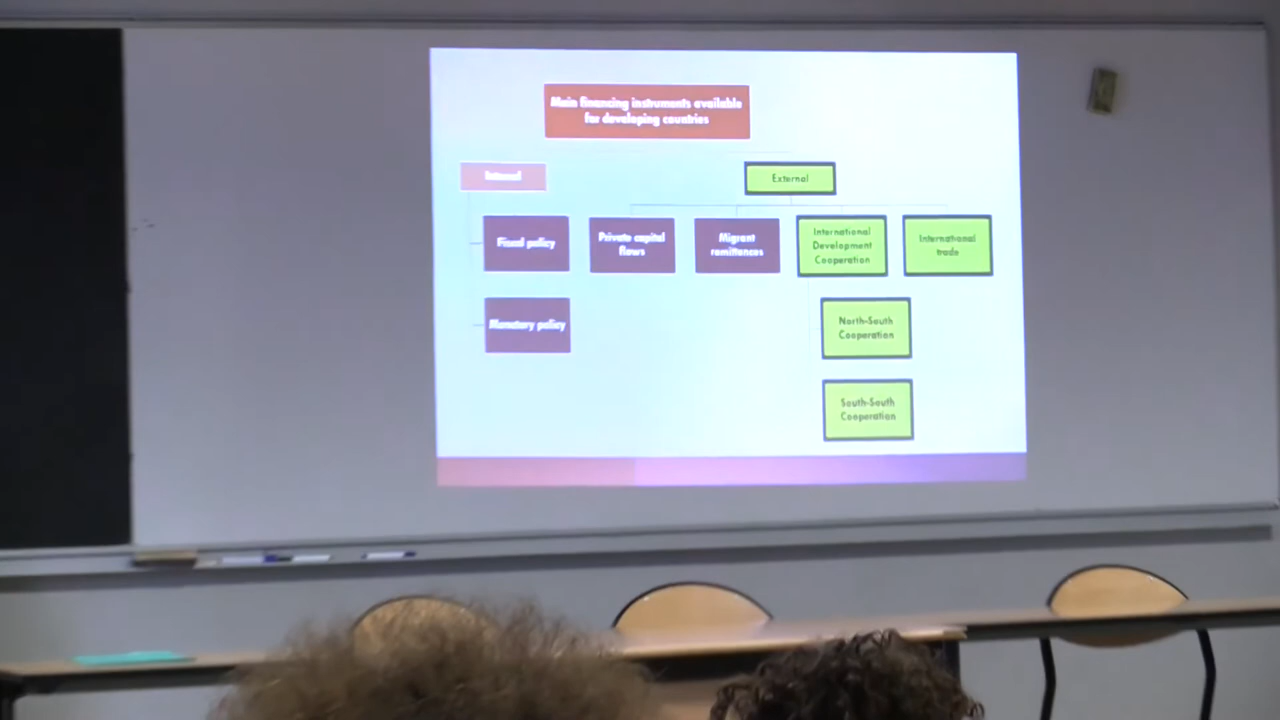 Main financing instruments available
for developing countries
Internal
External
Fiscal policy
Private capital
flows
Migrant
remittances
International
Development
Cooperation
International
trade
Monetary policy
North-South
Cooperation
South-South
Cooperation